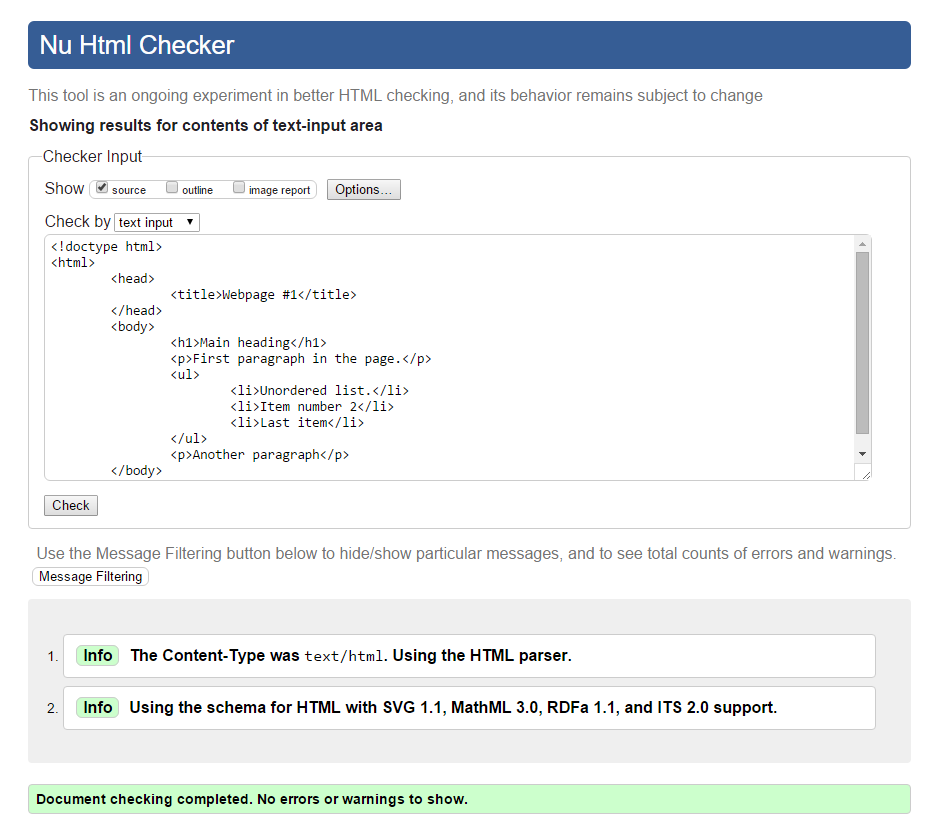 Nu Html Checker
This tool is an ongoing experiment in better HTML checking, and its behavior remains subject to change
Showing results for contents of text-input area
Checker Input
Show source outline image report Options...
Check by text input
<!doctype html>
<html>
<head>
<title>Webpage #1</title>
</head>
<body>
<h1>Main heading</h1>
<p>First paragraph in the page.</p>
<ul>
<li>Unordered list.</li>
<li>Item number 2</li>
<li>Last item</li>
</ul>
<p>Another paragraph</p>
</body>
Check
Use the Message Filtering button below to hide/show particular messages, and to see total counts of errors and warnings.
Message Filtering
1. Info The Content-Type was text/html. Using the HTML parser.
2. Info Using the schema for HTML with SVG 1.1, MathML 3.0, RDFa 1.1, and ITS 2.0 support.
Document checking completed. No errors or warnings to show.